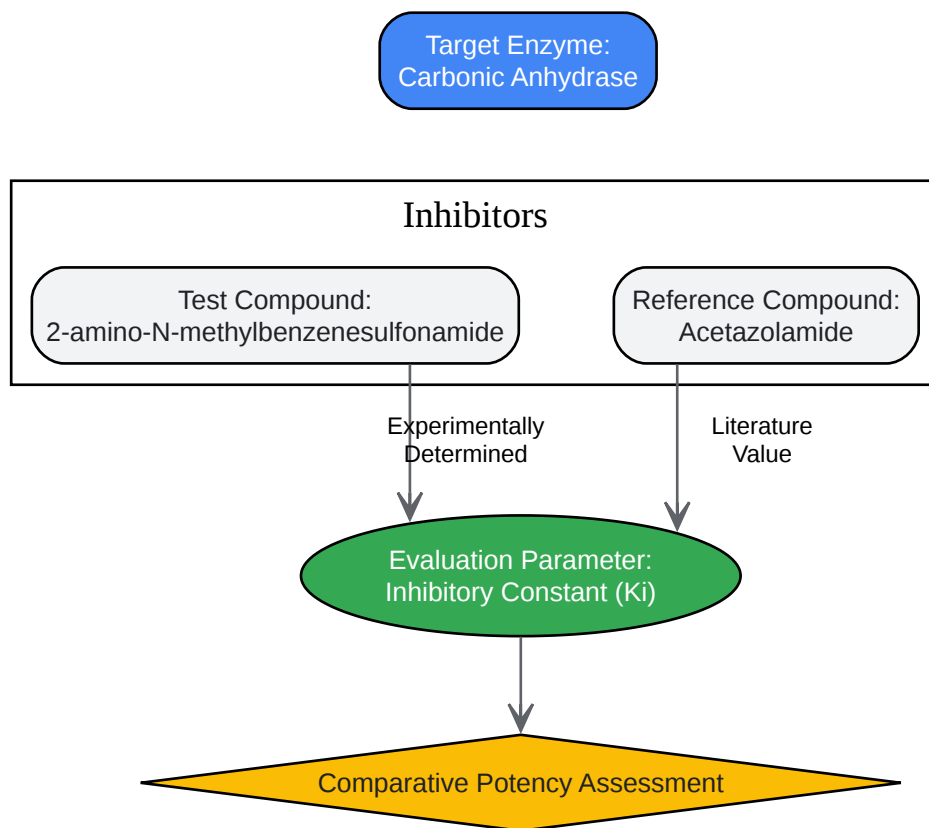 Target Enzyme:
Carbonic Anhydrase
Inhibitors
Test Compound:
2-amino-N-methylbenzenesulfonamide
Reference Compound:
Acetazolamide
Experimentally
Determined
Literature
Value
Evaluation Parameter:
Inhibitory Constant (Ki)
Comparative Potency Assessment